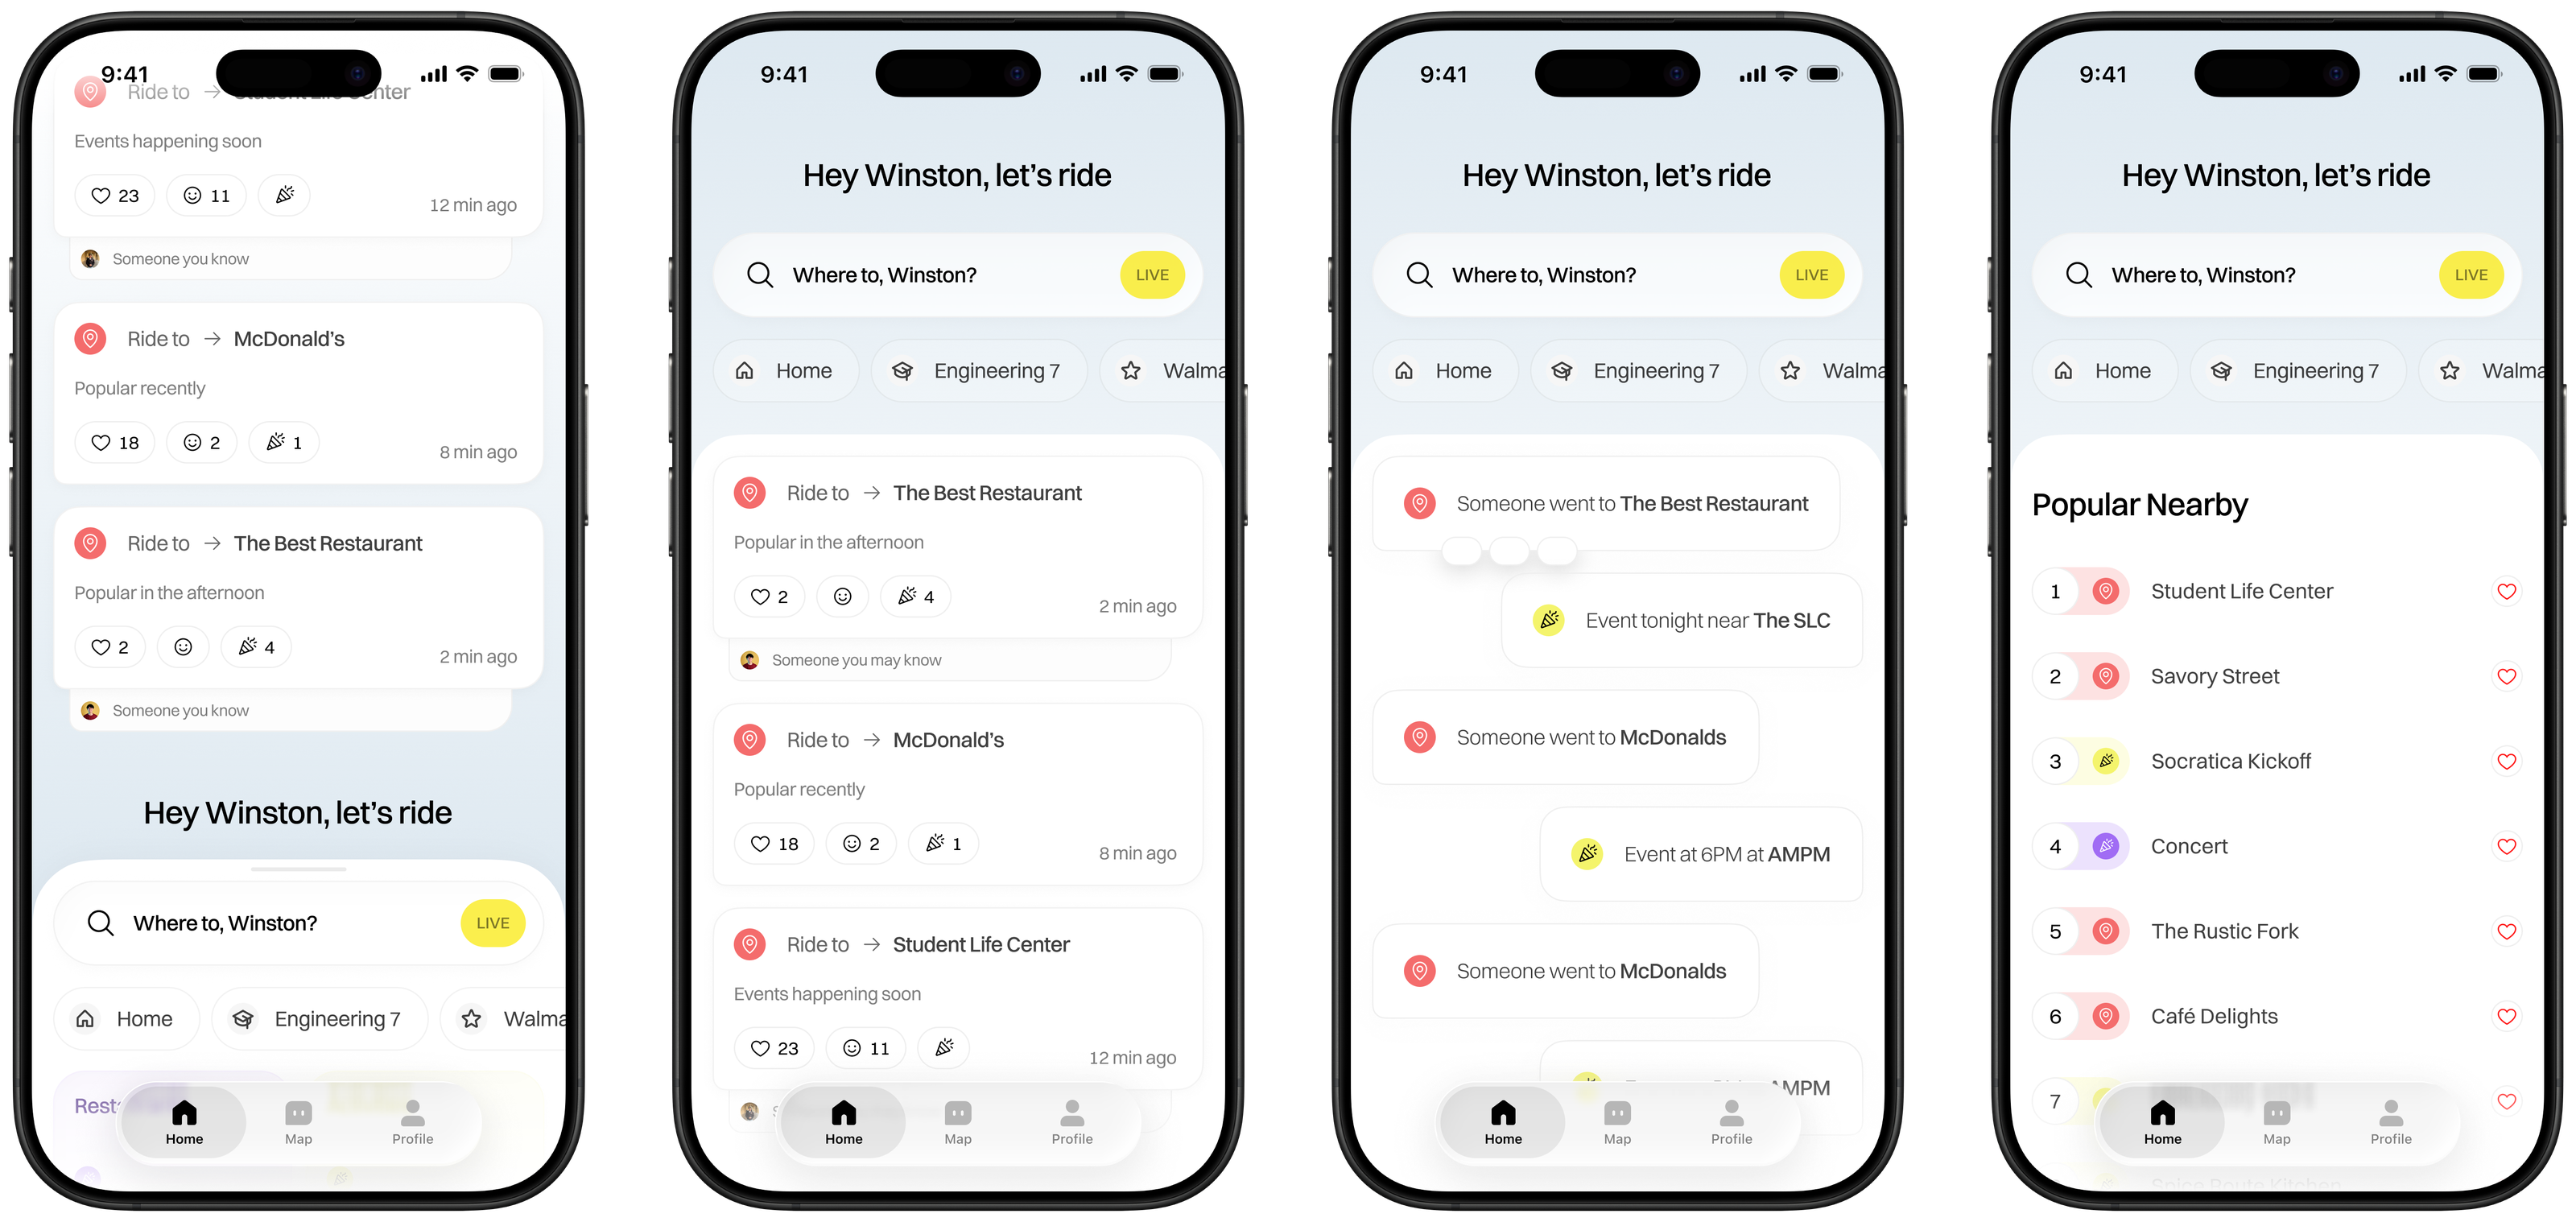 9:41
Ride to → Student Life Center
Events happening soon
23
11
12 min ago
Someone you know
Ride to → McDonald’s
Popular recently
18
2
1
8 min ago
Ride to → The Best Restaurant
Popular in the afternoon
2
4
2 min ago
Someone you know
Hey Winston, let’s ride
Where to, Winston?
LIVE
Home
Engineering 7
Walma
Rest
Home
Map
Profile
9:41
Hey Winston, let’s ride
Where to, Winston?
LIVE
Home
Engineering 7
Walma
Ride to → The Best Restaurant
Popular in the afternoon
2
4
2 min ago
Someone you may know
Ride to → McDonald’s
Popular recently
18
2
1
8 min ago
Ride to → Student Life Center
Events happening soon
23
11
12 min ago
Home
Map
Profile
9:41
Hey Winston, let’s ride
Where to, Winston?
LIVE
Home
Engineering 7
Walma
Someone went to The Best Restaurant
Event tonight near The SLC
Someone went to McDonalds
Event at 6PM at AMPM
Someone went to McDonalds
AMPM
Home
Map
Profile
9:41
Hey Winston, let’s ride
Where to, Winston?
LIVE
Home
Engineering 7
Walma
Popular Nearby
1 Student Life Center
2 Savory Street
3 Socratica Kickoff
4 Concert
5 The Rustic Fork
6 Café Delights
7
Home
Map
Profile
Spice Route Kitchen